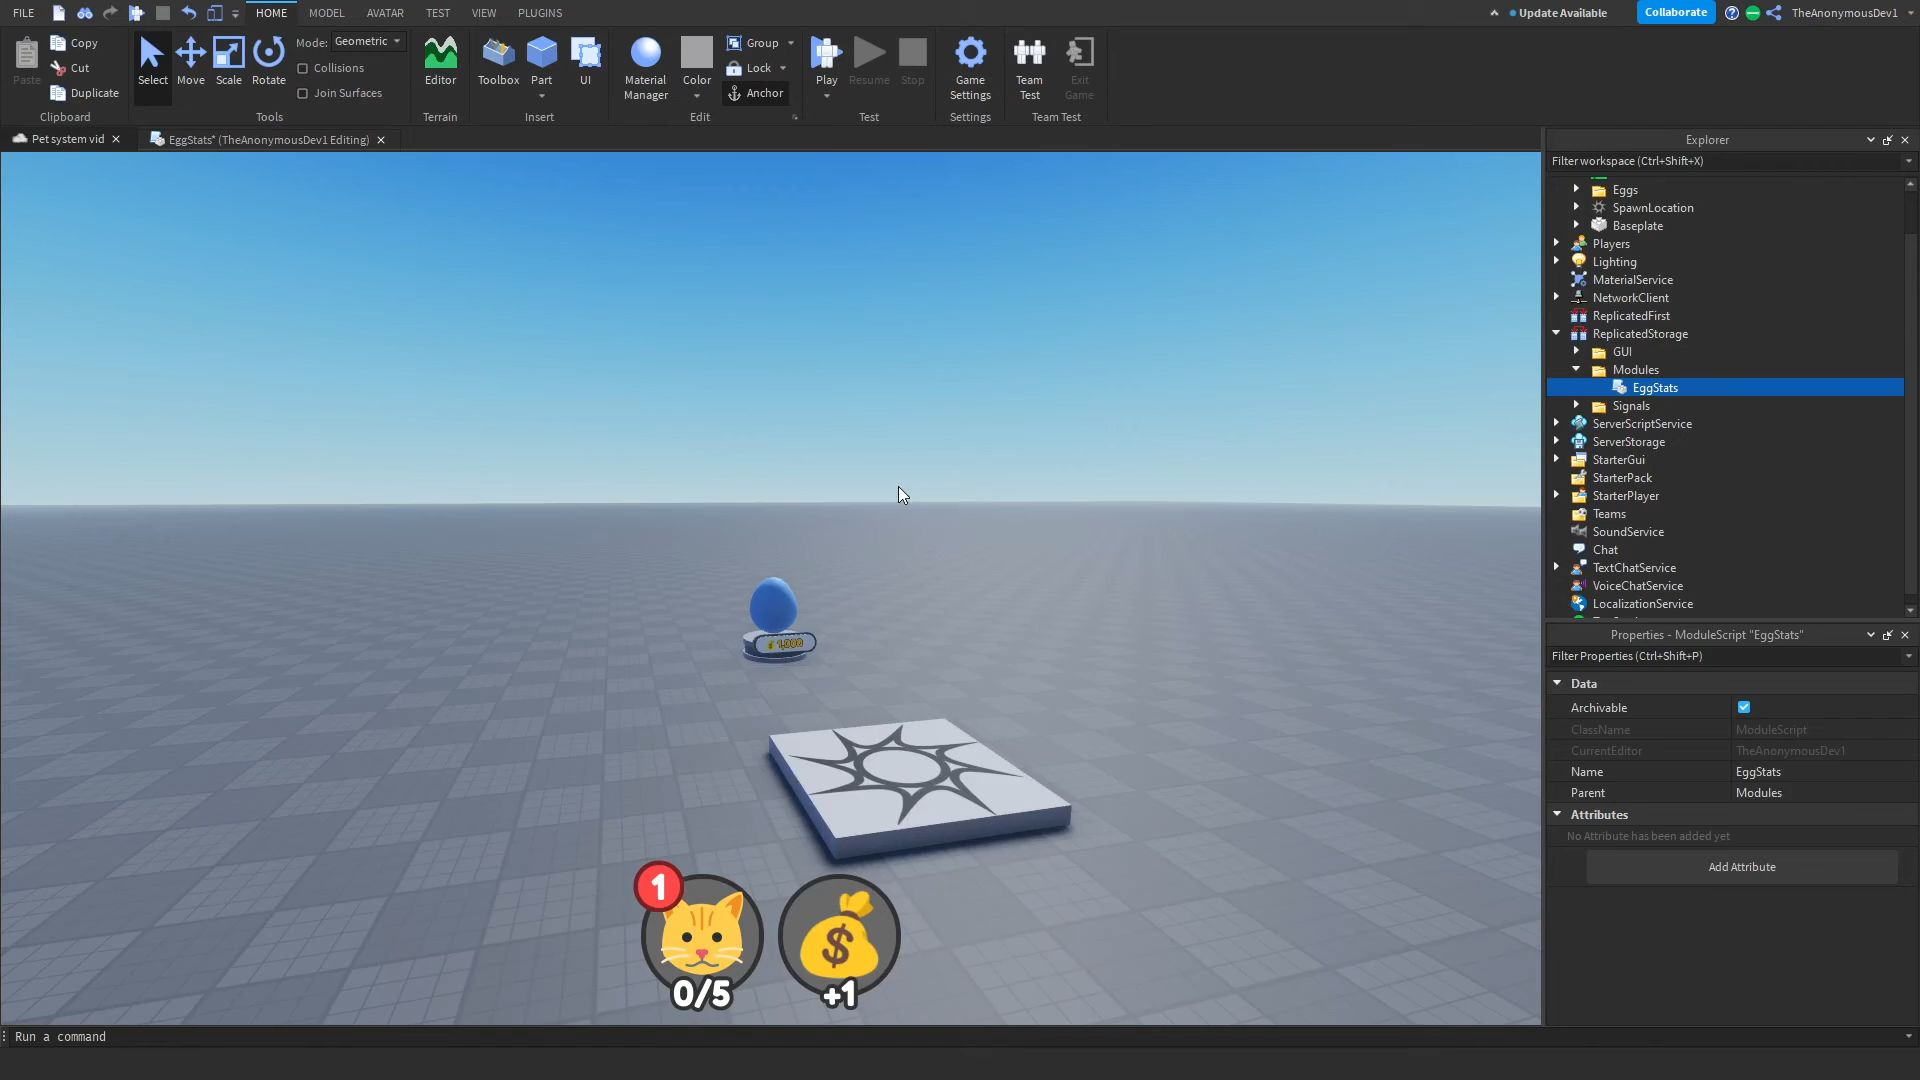 FILE HOME MODEL AVATAR TEST VIEW PLUGINS Update Available Collaborate TheAnonymousDev1
Paste
Copy
Cut
Duplicate
Clipboard
Select Move Scale Rotate
Mode: Geometric
Collisions
Join Surfaces
Tools
Editor
Terrain
Toolbox Part UI
Insert
Material Manager
Color
Group
Lock
Anchor
Edit
Play Resume Stop
Test
Game Settings
Settings
Team Test
Exit Game
Team Test
Pet system vid
EggStats* (TheAnonymousDev1 Editing)
1,000
1
0/5
$
+1
Run a command
Explorer
Filter workspace (Ctrl+Shift+X)
Eggs
SpawnLocation
Baseplate
Players
Lighting
MaterialService
NetworkClient
ReplicatedFirst
ReplicatedStorage
GUI
Modules
EggStats
Signals
ServerScriptService
ServerStorage
StarterGui
StarterPack
StarterPlayer
Teams
SoundService
Chat
TextChatService
VoiceChatService
LocalizationService
Properties - ModuleScript "EggStats"
Filter Properties (Ctrl+Shift+P)
Data
Archivable
ClassName ModuleScript
CurrentEditor TheAnonymousDev1
Name EggStats
Parent Modules
Attributes
No Attribute has been added yet
Add Attribute